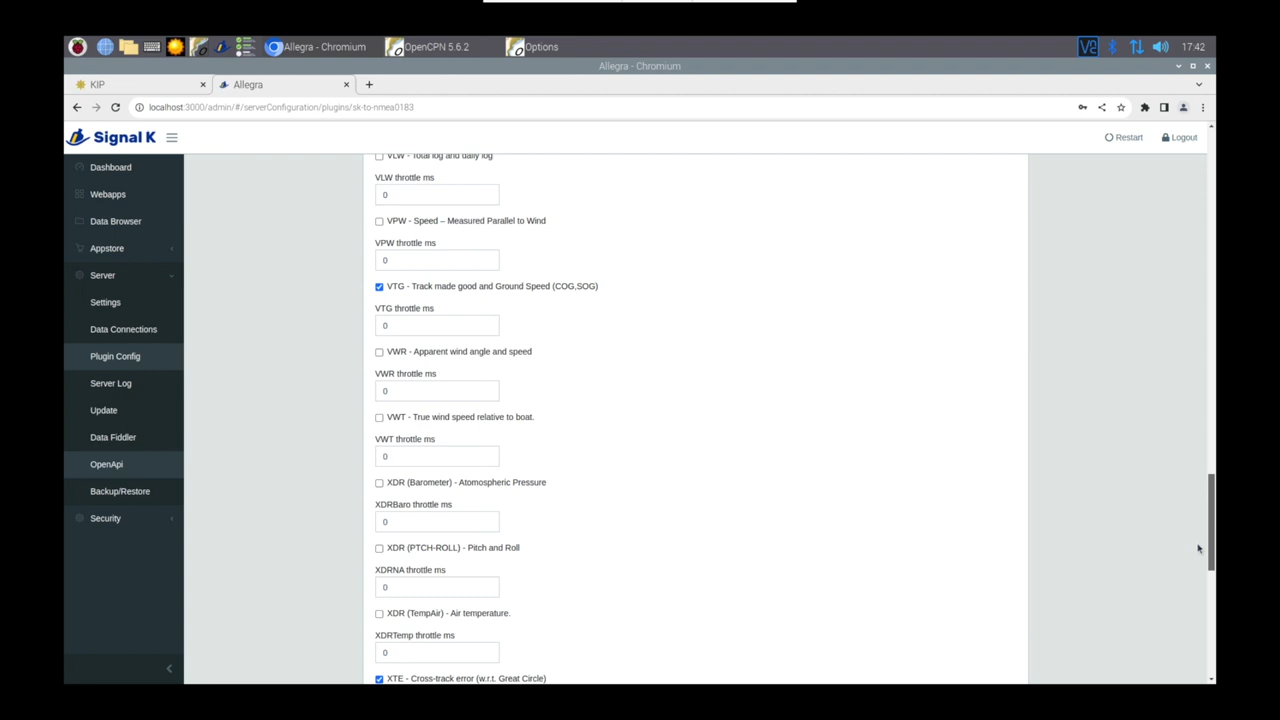 Allegra - Chromium
OpenCPN 5.6.2
Options
17:42
Allegra - Chromium
KIP
Allegra
localhost:3000/admin/#/serverConfiguration/plugins/sk-to-nmea0183
Signal K
Restart
Logout
Dashboard
Webapps
Data Browser
Appstore
Server
Settings
Data Connections
Plugin Config
Server Log
Update
Data Fiddler
OpenApi
Backup/Restore
Security
VLW - Total log and daily log
VLW throttle ms
0
VPW - Speed – Measured Parallel to Wind
VPW throttle ms
0
VTG - Track made good and Ground Speed (COG,SOG)
VTG throttle ms
0
VWR - Apparent wind angle and speed
VWR throttle ms
0
VWT - True wind speed relative to boat.
VWT throttle ms
0
XDR (Barometer) - Atomospheric Pressure
XDRBaro throttle ms
0
XDR (PTCH-ROLL) - Pitch and Roll
XDRNA throttle ms
0
XDR (TempAir) - Air temperature.
XDRTemp throttle ms
0
XTE - Cross-track error (w.r.t. Great Circle)